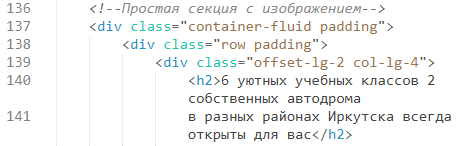 136 <!--Простая секция с изображением-->
137 <div class="container-fluid padding">
138 <div class="row padding">
139 <div class="offset-lg-2 col-lg-4">
140 <h2>6 уютных учебных классов 2
собственных автодрома
141 в разных районах Иркутска всегда
открыты для вас</h2>